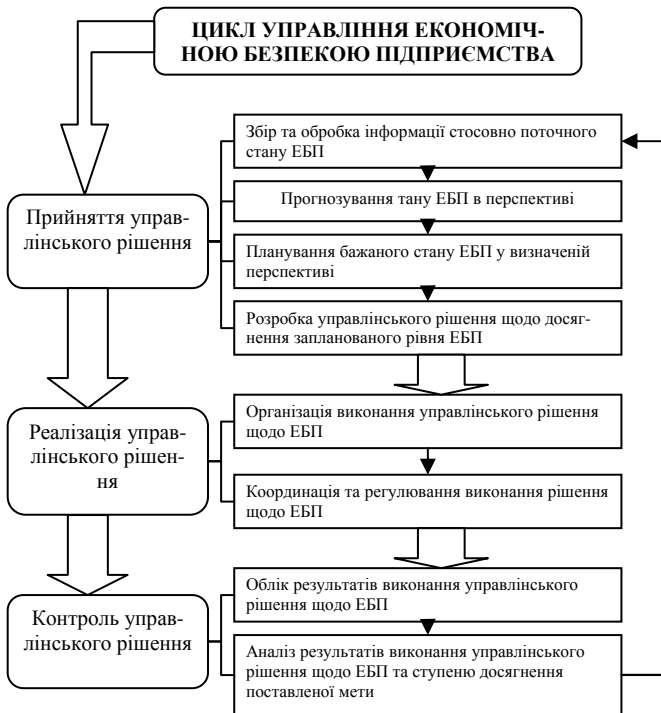 ЦИКЛ УПРАВЛІННЯ ЕКОНОМІЧ-
НОЮ БЕЗПЕКОЮ ПІДПРИЄМСТВА
Прийняття управ-
лінського рішення
Збір та обробка інформації стосовно поточного
стану ЕБП
Прогнозування тану ЕБП в перспективі
Планування бажаного стану ЕБП у визначеній
перспективі
Розробка управлінського рішення щодо досяг-
нення запланованого рівня ЕБП
Реалізація управ-
лінського рішен-
ня
Організація виконання управлінського рішення
щодо ЕБП
Координація та регулювання виконання рішення
щодо ЕБП
Контроль управ-
лінського рішення
Облік результатів виконання управлінського
рішення щодо ЕБП
Аналіз результатів виконання управлінського
рішення щодо ЕБП та ступеню досягнення
поставленої мети